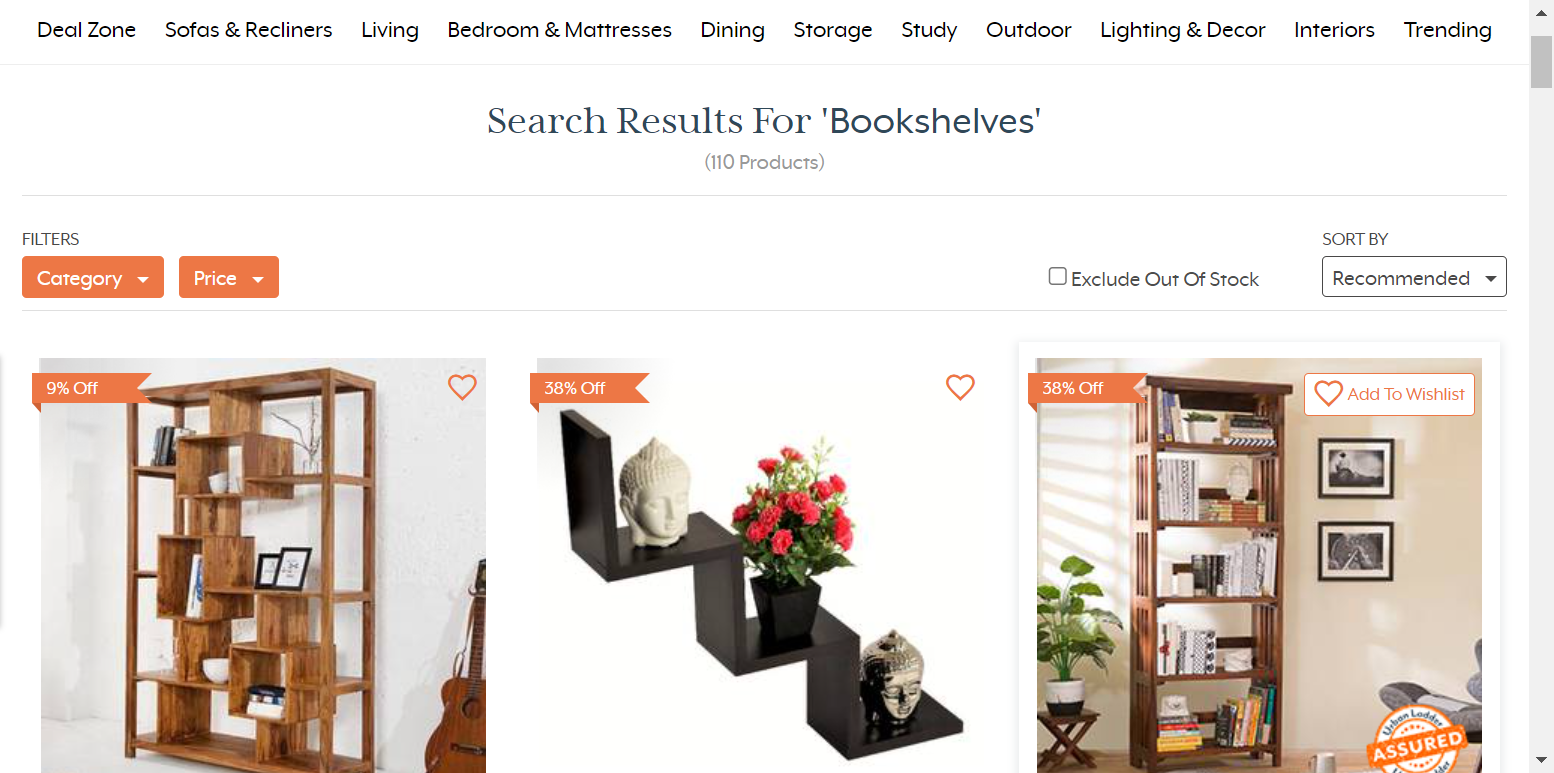 Deal Zone Sofas & Recliners Living Bedroom & Mattresses Dining Storage Study Outdoor Lighting & Decor Interiors Trending
Search Results For 'Bookshelves'
(110 Products)
FILTERS
SORT BY
Category
Price
Exclude Out Of Stock
Recommended
9% Off
38% Off
38% Off
Add To Wishlist
Urban Ladder
ASSURED